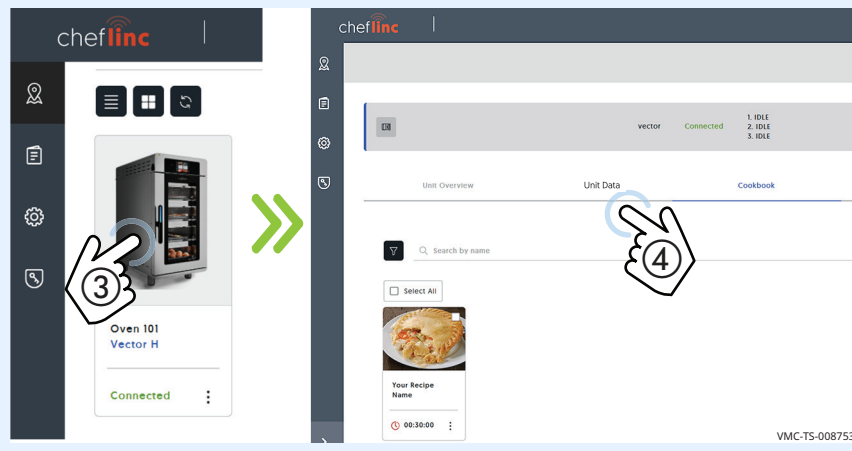 cheflinc
Oven 101
Vector H
Connected
3
cheflinc
vector
Connected
1. IDLE
2. IDLE
3. IDLE
Unit Overview
Unit Data
Cookbook
4
Search by name
Select All
Your Recipe
Name
00:30:00
VMC-TS-008753